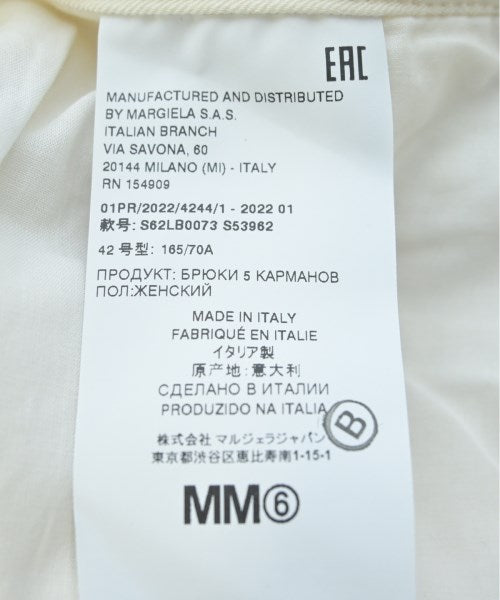 EAC
MANUFACTURED AND DISTRIBUTED
BY MARGIELA S.A.S.
ITALIAN BRANCH
VIA SAVONA, 60
20144 MILANO (MI) - ITALY
RN 154909
01PR/2022/4244/1 - 2022 01
款号: S62LB0073 S53962
42 号型: 165/70A
ПРОДУКТ: БРЮКИ 5 КАРМАНОВ
ПОЛ:ЖЕНСКИЙ
MADE IN ITALY
FABRIQUÉ EN ITALIE
イタリア製
原产地:意大利
СДЕЛАНО В ИТАЛИИ
PRODUZIDO NA ITALIA
B
株式会社 マルジェラジャパン
東京都渋谷区恵比寿南1-15-1
MM⑥